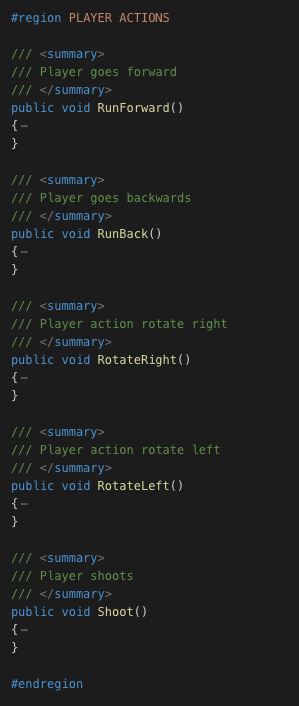 #region PLAYER ACTIONS
/// <summary>
/// Player goes forward
/// </summary>
public void RunForward()
{…
}
/// <summary>
/// Player goes backwards
/// </summary>
public void RunBack()
{…
}
/// <summary>
/// Player action rotate right
/// </summary>
public void RotateRight()
{…
}
/// <summary>
/// Player action rotate left
/// </summary>
public void RotateLeft()
{…
}
/// <summary>
/// Player shoots
/// </summary>
public void Shoot()
{…
}
#endregion